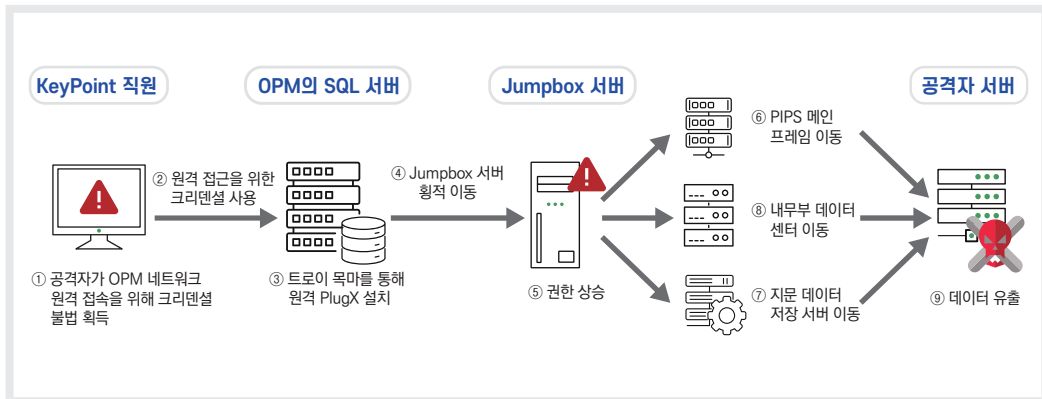 KeyPoint 직원
OPM의 SQL 서버
Jumpbox 서버
공격자 서버
① 공격자가 OPM 네트워크
원격 접속을 위해 크리덴셜
불법 획득
② 원격 접근을 위한
크리덴셜 사용
③ 트로이 목마를 통해
원격 PlugX 설치
④ Jumpbox 서버
횡적 이동
⑤ 권한 상승
⑥ PIPS 메인
프레임 이동
⑧ 내무부 데이터
센터 이동
⑦ 지문 데이터
저장 서버 이동
⑨ 데이터 유출